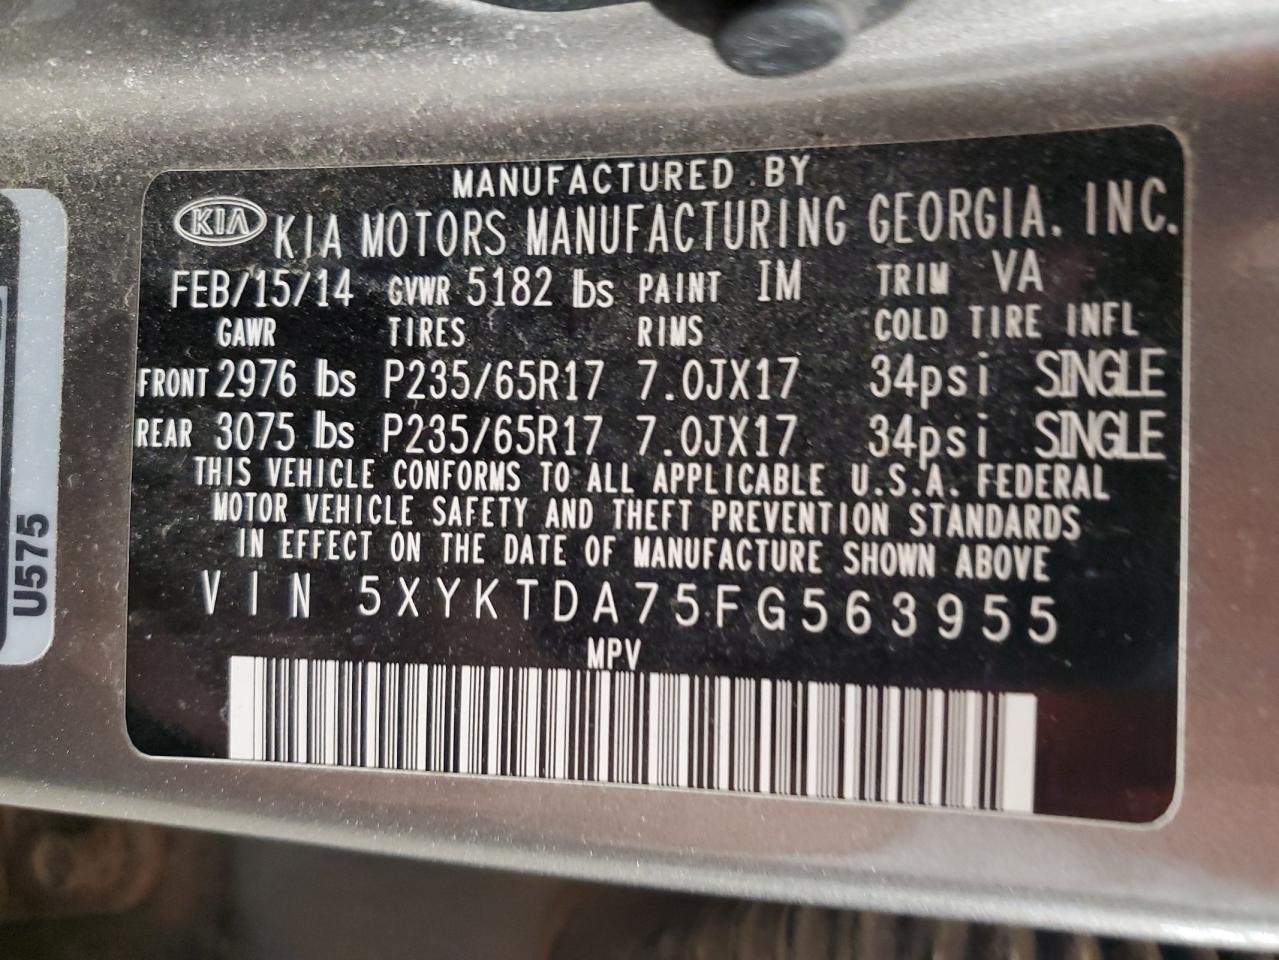 MANUFACTURED BY
KIA KIA MOTORS MANUFACTURING GEORGIA. INC.
FEB/15/14 GVWR 5182 lbs PAINT IM TRIM VA
GAWR TIRES RIMS COLD TIRE INFL
FRONT 2976 lbs P235/65R17 7.0JX17 34psi SINGLE
REAR 3075 lbs P235/65R17 7.0JX17 34psi SINGLE
THIS VEHICLE CONFORMS TO ALL APPLICABLE U.S.A. FEDERAL
MOTOR VEHICLE SAFETY AND THEFT PREVENTION STANDARDS
IN EFFECT ON THE DATE OF MANUFACTURE SHOWN ABOVE
VIN 5XYKTDA75FG563955
MPV
U575